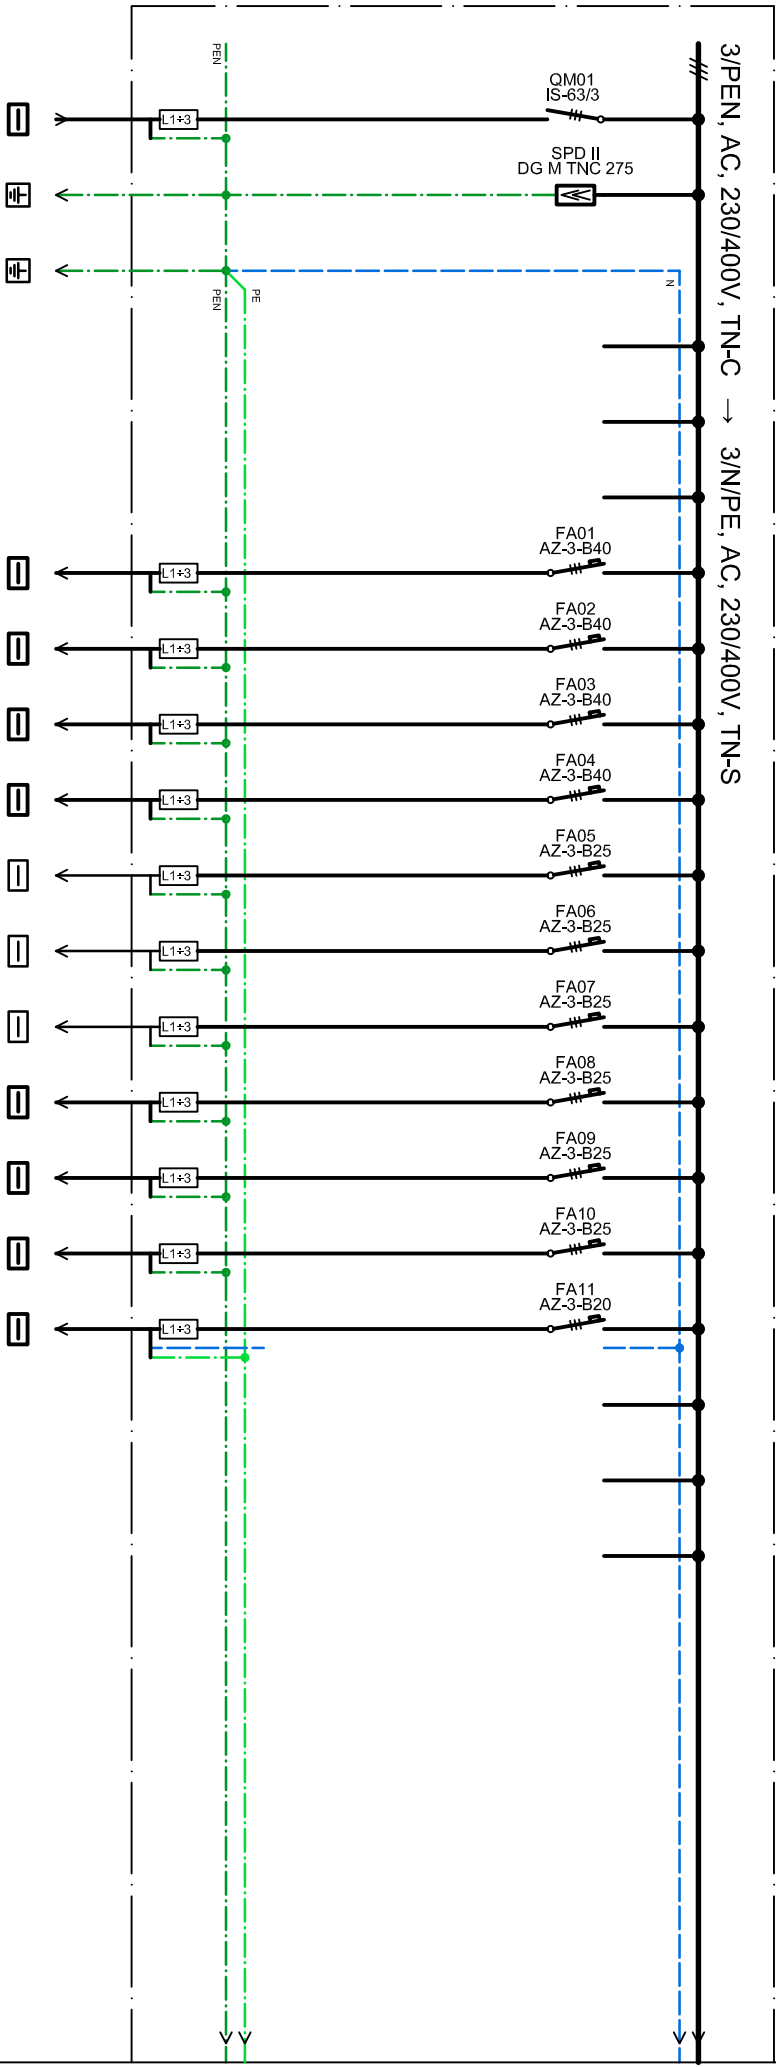 3/PEN, AC, 230/400V, TN-C → 3/N/PE, AC, 230/400V, TN-S
PEN
QM01
IS-63/3
L1÷3
SPD II
DG M TNC 275
PEN
PE
N
FA01
AZ-3-B40
L1÷3
FA02
AZ-3-B40
L1÷3
FA03
AZ-3-B40
L1÷3
FA04
AZ-3-B40
L1÷3
FA05
AZ-3-B25
L1÷3
FA06
AZ-3-B25
L1÷3
FA07
AZ-3-B25
L1÷3
FA08
AZ-3-B25
L1÷3
FA09
AZ-3-B25
L1÷3
FA10
AZ-3-B25
L1÷3
FA11
AZ-3-B20
L1÷3